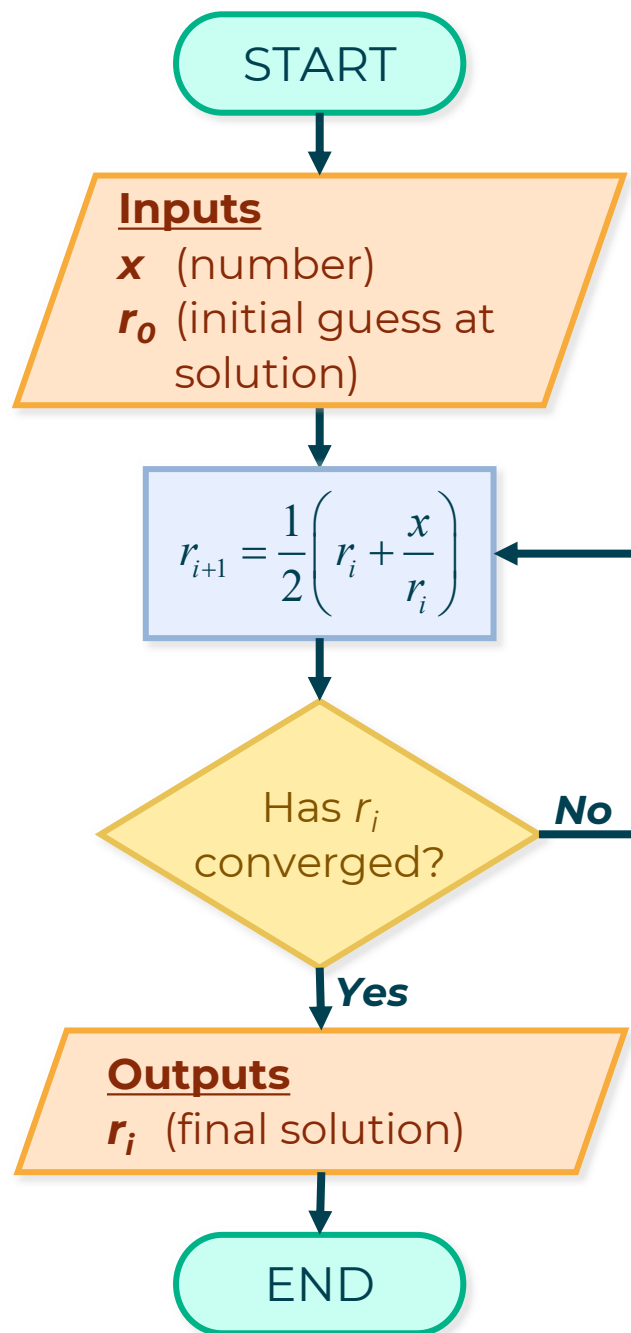 START
Inputs
x (number)
r₀ (initial guess at
solution)
rᵢ₊₁ = 1/2 (rᵢ + x/rᵢ)
Has rᵢ
converged?
No
Yes
Outputs
rᵢ (final solution)
END